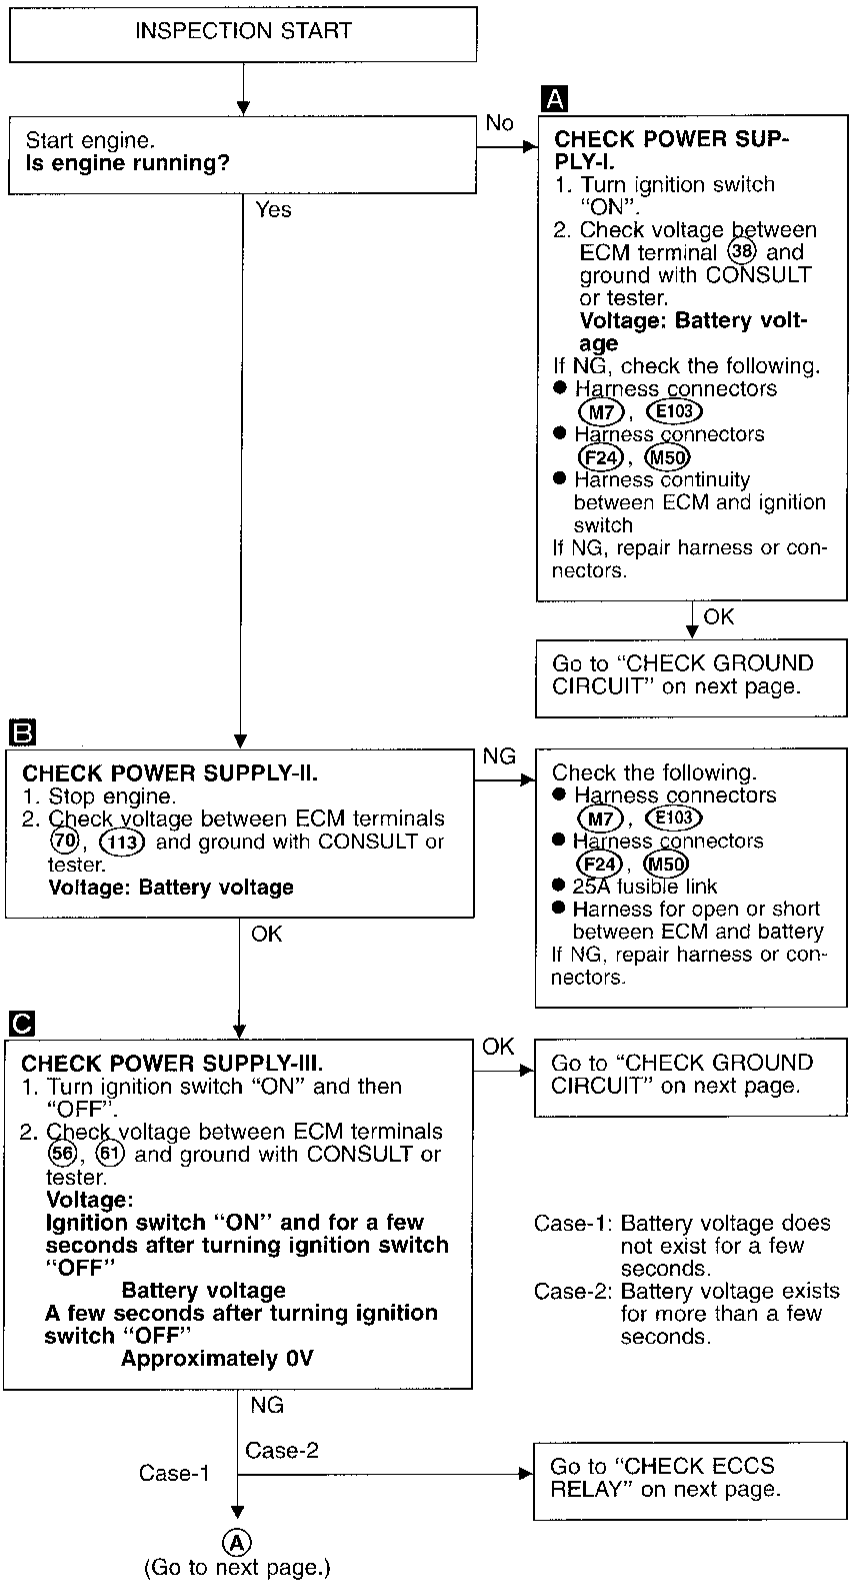 INSPECTION START
Start engine.
Is engine running?
No
Yes
A
CHECK POWER SUP-
PLY-I.
1. Turn ignition switch
“ON”.
2. Check voltage between
ECM terminal 38 and
ground with CONSULT
or tester.
Voltage: Battery volt-
age
If NG, check the following.
● Harness connectors
M7, E103
● Harness connectors
F24, M50
● Harness continuity
between ECM and ignition
switch
If NG, repair harness or con-
nectors.
OK
Go to “CHECK GROUND
CIRCUIT” on next page.
B
CHECK POWER SUPPLY-II.
1. Stop engine.
2. Check voltage between ECM terminals
70, 113 and ground with CONSULT or
tester.
Voltage: Battery voltage
NG
Check the following.
● Harness connectors
M7, E103
● Harness connectors
F24, M50
● 25A fusible link
● Harness for open or short
between ECM and battery
If NG, repair harness or con-
nectors.
OK
C
CHECK POWER SUPPLY-III.
1. Turn ignition switch “ON” and then
“OFF”.
2. Check voltage between ECM terminals
56, 61 and ground with CONSULT or
tester.
Voltage:
Ignition switch “ON” and for a few
seconds after turning ignition switch
“OFF”
Battery voltage
A few seconds after turning ignition
switch “OFF”
Approximately 0V
OK
Go to “CHECK GROUND
CIRCUIT” on next page.
Case-1: Battery voltage does
not exist for a few
seconds.
Case-2: Battery voltage exists
for more than a few
seconds.
NG
Case-2
Case-1
Go to “CHECK ECCS
RELAY” on next page.
A
(Go to next page.)